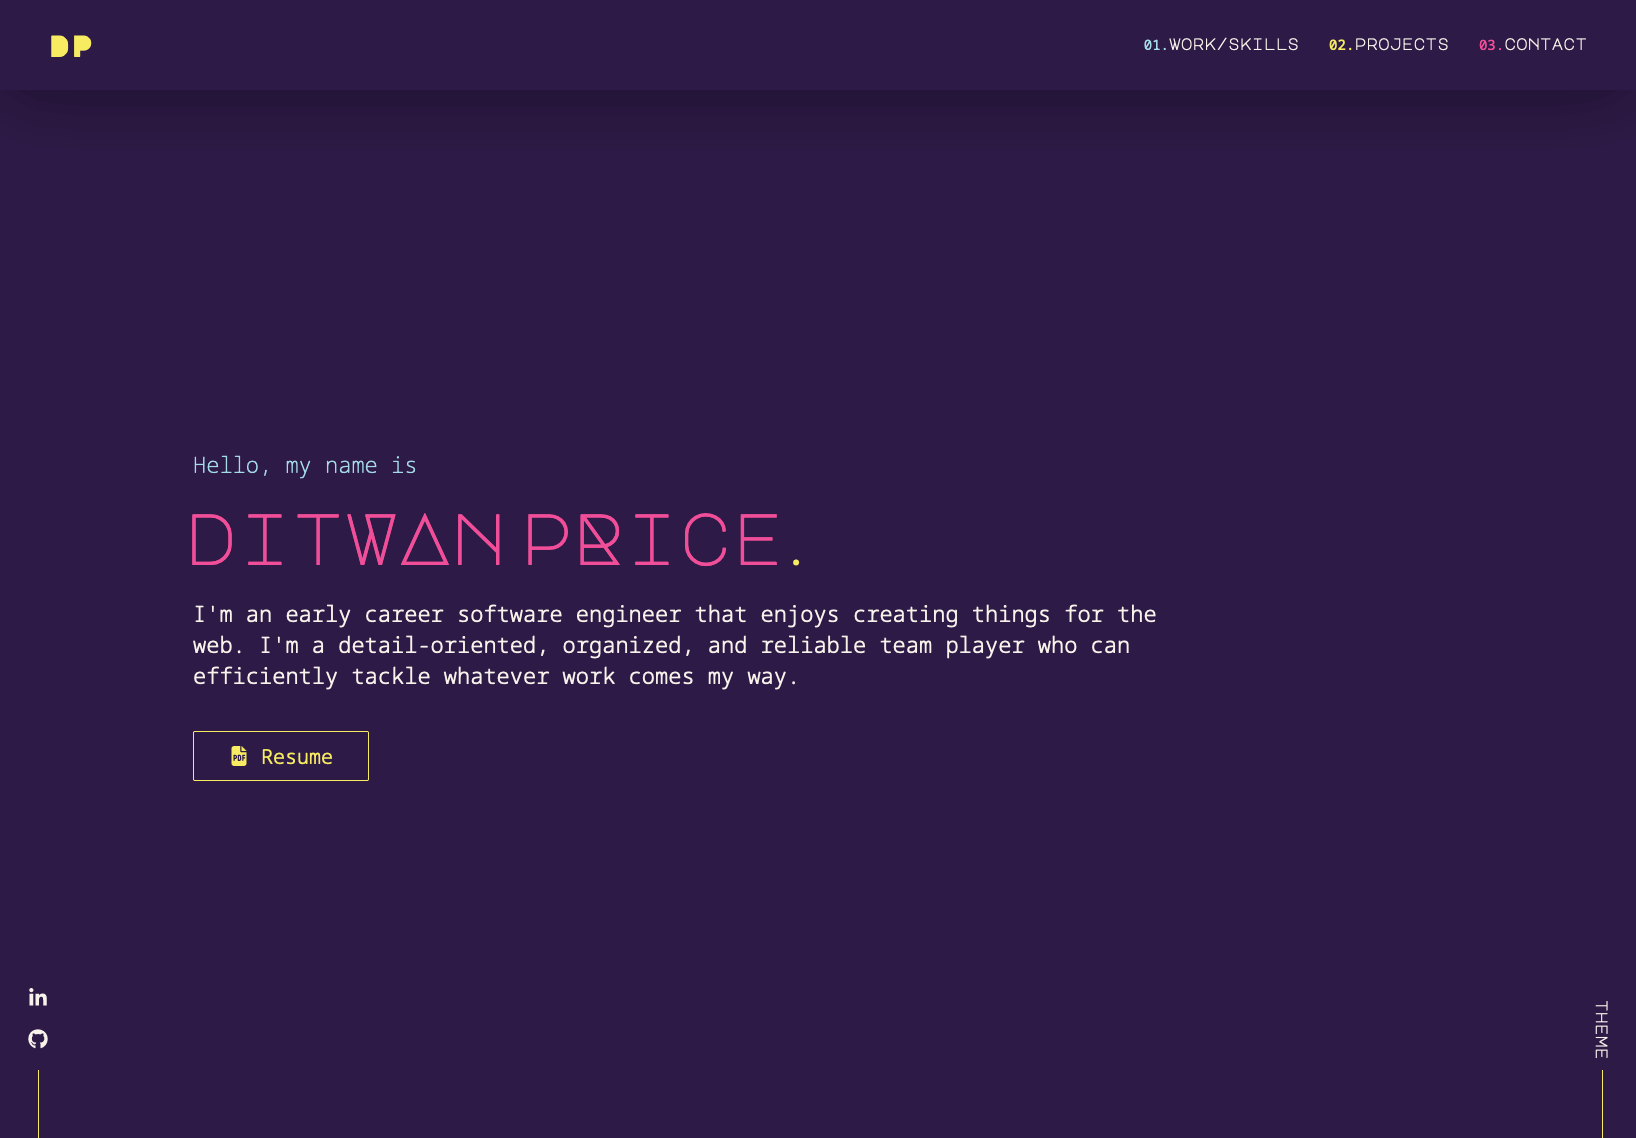 DP
01.WORK/SKILLS 02.PROJECTS 03.CONTACT
Hello, my name is
DITWAN PRICE.
I'm an early career software engineer that enjoys creating things for the
web. I'm a detail-oriented, organized, and reliable team player who can
efficiently tackle whatever work comes my way.
PDF Resume
in
THEME